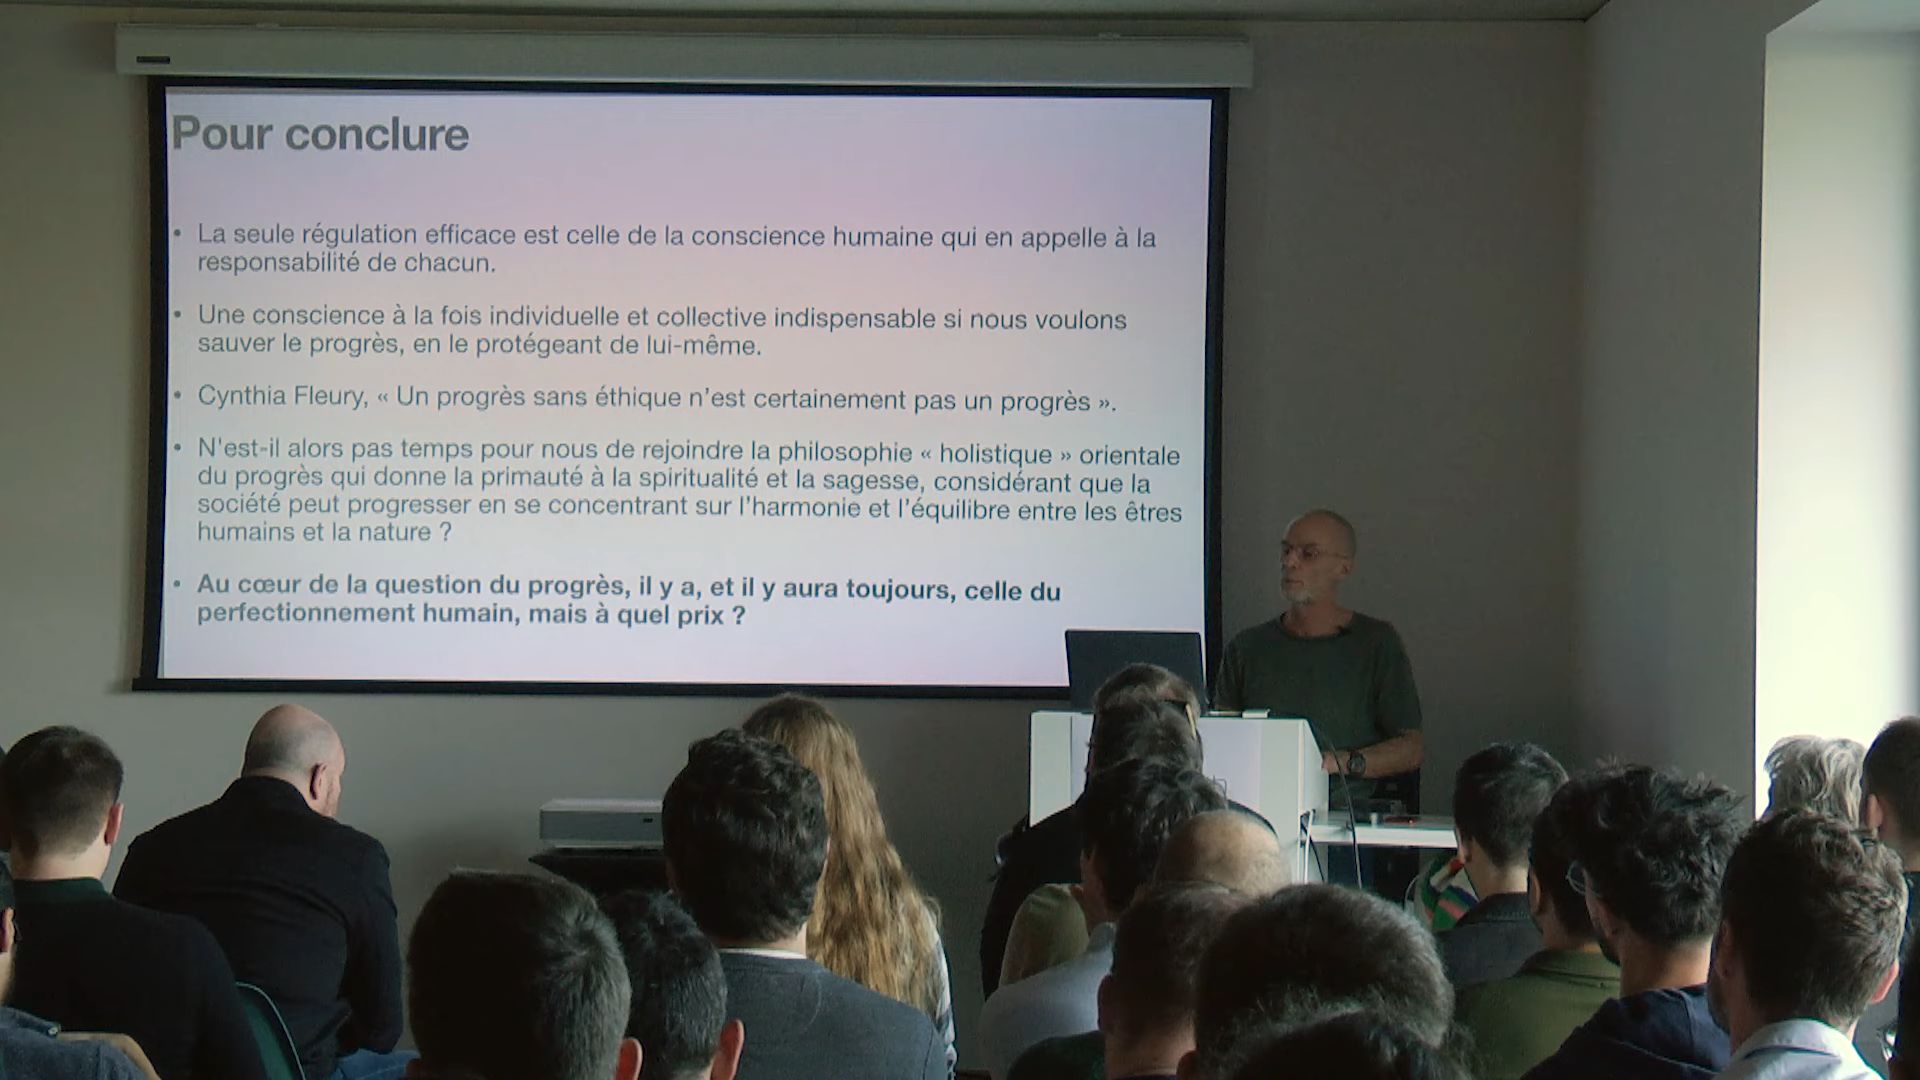 Pour conclure
• La seule régulation efficace est celle de la conscience humaine qui en appelle à la
responsabilité de chacun.
• Une conscience à la fois individuelle et collective indispensable si nous voulons
sauver le progrès, en le protégeant de lui-même.
• Cynthia Fleury, « Un progrès sans éthique n’est certainement pas un progrès ».
• N'est-il alors pas temps pour nous de rejoindre la philosophie « holistique » orientale
du progrès qui donne la primauté à la spiritualité et la sagesse, considérant que la
société peut progresser en se concentrant sur l’harmonie et l’équilibre entre les êtres
humains et la nature ?
• Au cœur de la question du progrès, il y a, et il y aura toujours, celle du
perfectionnement humain, mais à quel prix ?